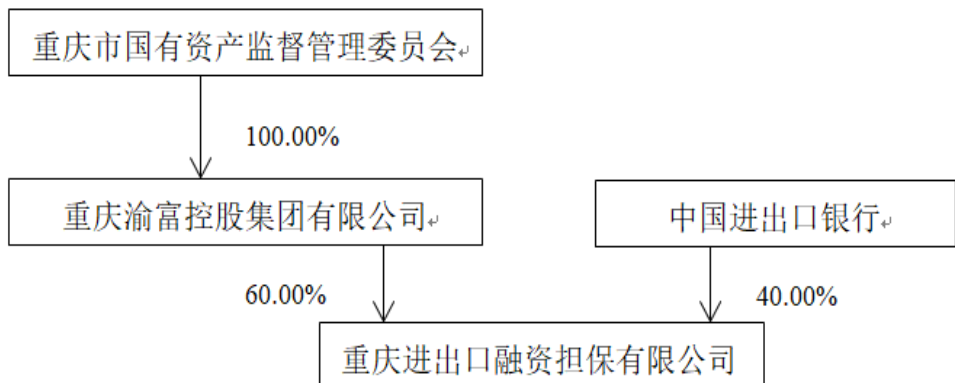 重庆市国有资产监督管理委员会
100.00%
重庆渝富控股集团有限公司
中国进出口银行
60.00%
40.00%
重庆进出口融资担保有限公司